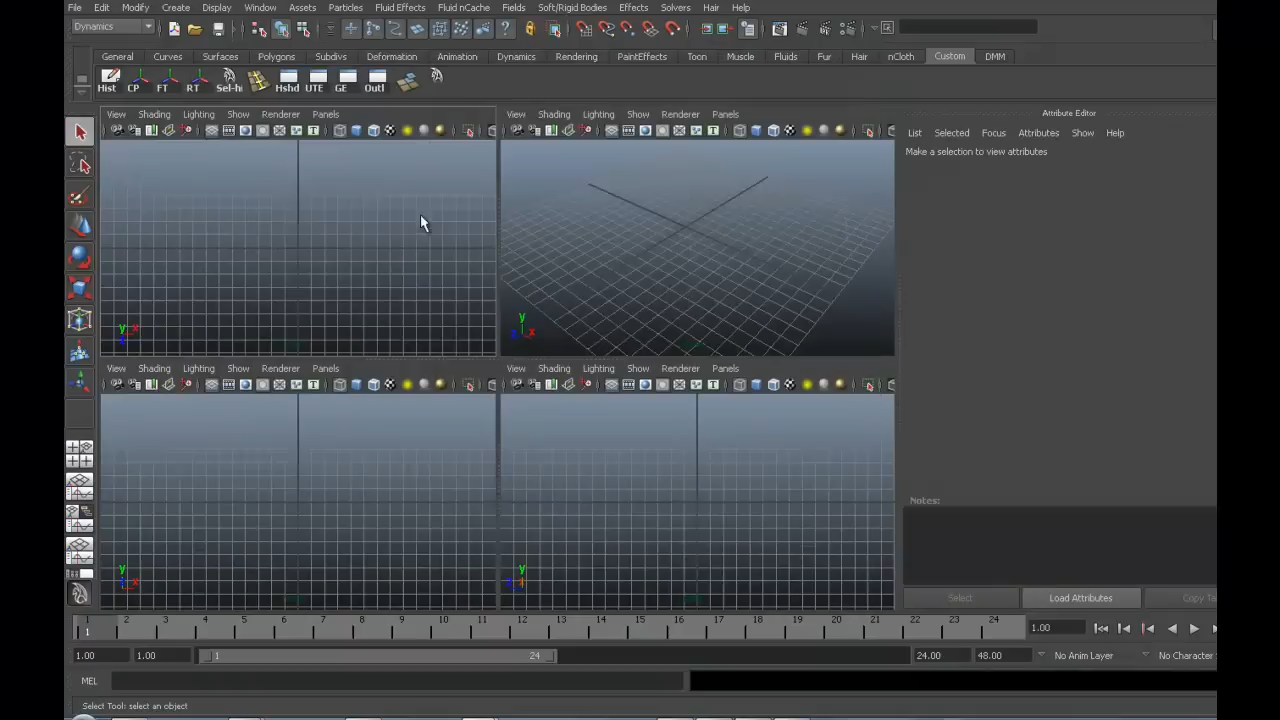 File Edit Modify Create Display Window Assets Particles Fluid Effects Fluid nCache Fields Soft/Rigid Bodies Effects Solvers Hair Help
Dynamics
General Curves Surfaces Polygons Subdivs Deformation Animation Dynamics Rendering PaintEffects Toon Muscle Fluids Fur Hair nCloth Custom DMM
Hist CP FT RT Sel-hi Hshd UTE GE Outl
View Shading Lighting Show Renderer Panels
View Shading Lighting Show Renderer Panels
Attribute Editor
List Selected Focus Attributes Show Help
Make a selection to view attributes
y x z
y z x
View Shading Lighting Show Renderer Panels
View Shading Lighting Show Renderer Panels
Notes:
y x
y
Select Load Attributes Copy Ta
1 2 3 4 5 6 7 8 9 10 11 12 13 14 15 16 17 18 19 20 21 22 23 24
1
1.00
1.00 1.00 1 24 24.00 48.00 No Anim Layer No Character
MEL
Select Tool: select an object